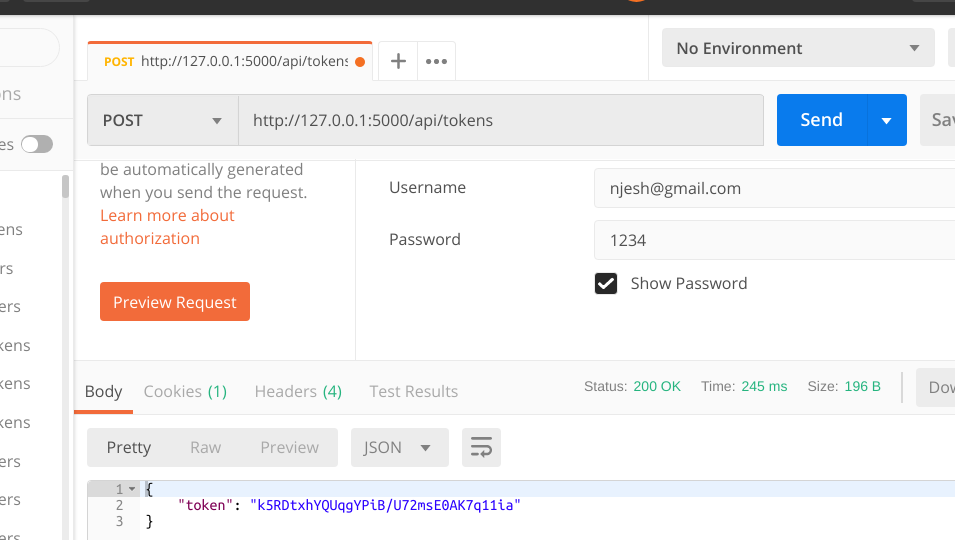 POST http://127.0.0.1:5000/api/tokens
No Environment
ons
POST http://127.0.0.1:5000/api/tokens
Send
Sav
es
be automatically generated
when you send the request.
Learn more about
authorization
Username njesh@gmail.com
Password 1234
Show Password
Preview Request
ens
rs
ers
kens
kens
kens
ers
ers
ers
Body Cookies (1) Headers (4) Test Results
Status: 200 OK Time: 245 ms Size: 196 B
Dow
Pretty Raw Preview JSON
1 {
2 "token": "k5RDtxhYQUqgYPiB/U72msE0AK7q11ia"
3 }